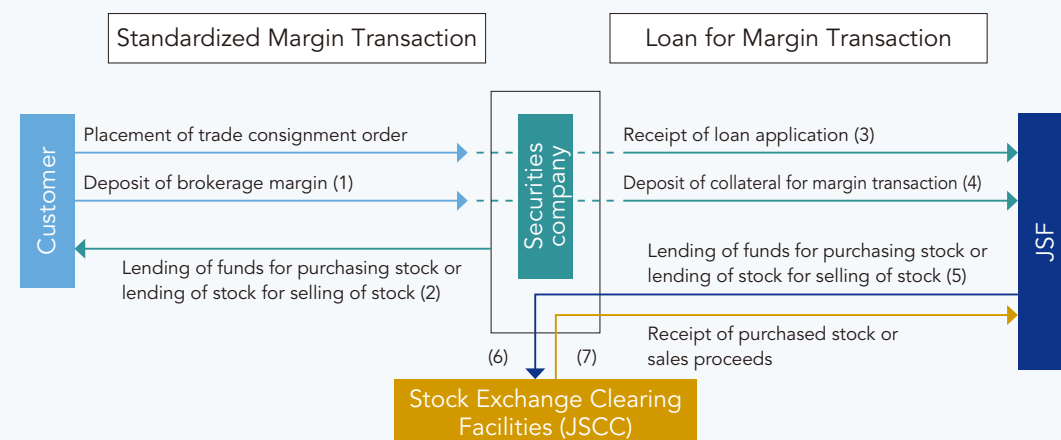 Standardized Margin Transaction
Loan for Margin Transaction
Customer
Placement of trade consignment order
Deposit of brokerage margin (1)
Lending of funds for purchasing stock or
lending of stock for selling of stock (2)
Securities
company
Receipt of loan application (3)
Deposit of collateral for margin transaction (4)
Lending of funds for purchasing stock or
lending of stock for selling of stock (5)
Receipt of purchased stock or
sales proceeds
JSF
(6)
(7)
Stock Exchange Clearing
Facilities (JSCC)